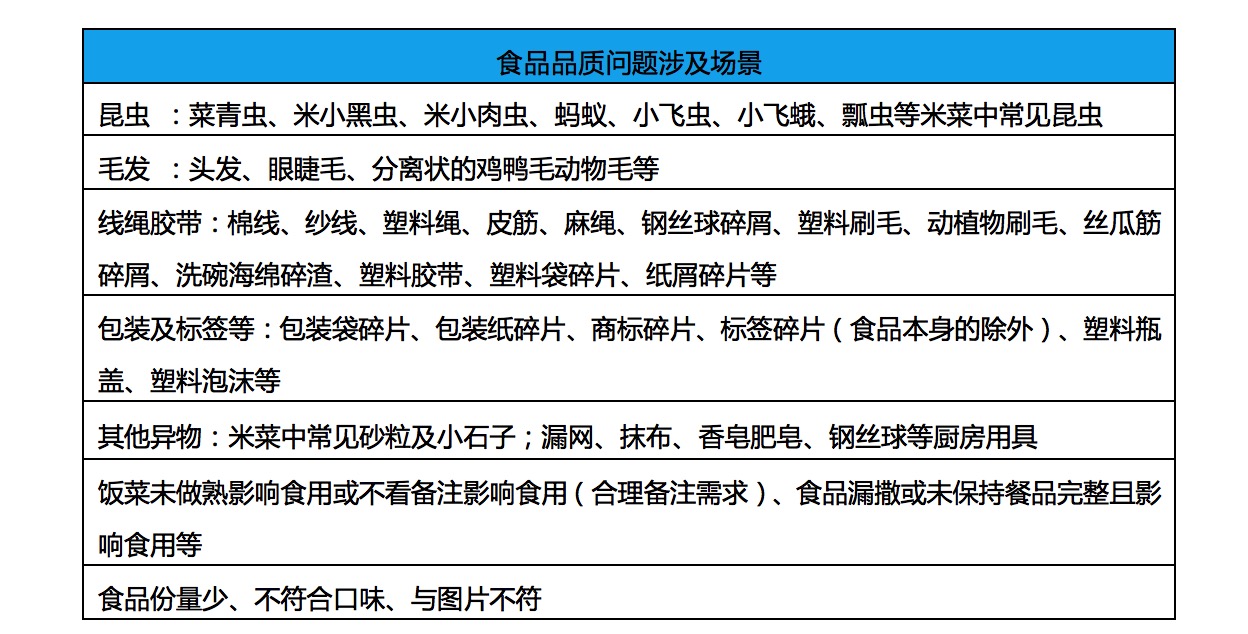 食品品质问题涉及场景
昆虫 ：菜青虫、米小黑虫、米小肉虫、蚂蚁、小飞虫、小飞蛾、瓢虫等米菜中常见昆虫
毛发 ：头发、眼睫毛、分离状的鸡鸭毛动物毛等
线绳胶带：棉线、纱线、塑料绳、皮筋、麻绳、钢丝球碎屑、塑料刷毛、动植物刷毛、丝瓜筋
碎屑、洗碗海绵碎渣、塑料胶带、塑料袋碎片、纸屑碎片等
包装及标签等：包装袋碎片、包装纸碎片、商标碎片、标签碎片（食品本身的除外）、塑料瓶
盖、塑料泡沫等
其他异物：米菜中常见砂粒及小石子；漏网、抹布、香皂肥皂、钢丝球等厨房用具
饭菜未做熟影响食用或不看备注影响食用（合理备注需求）、食品漏撒或未保持餐品完整且影
响食用等
食品份量少、不符合口味、与图片不符